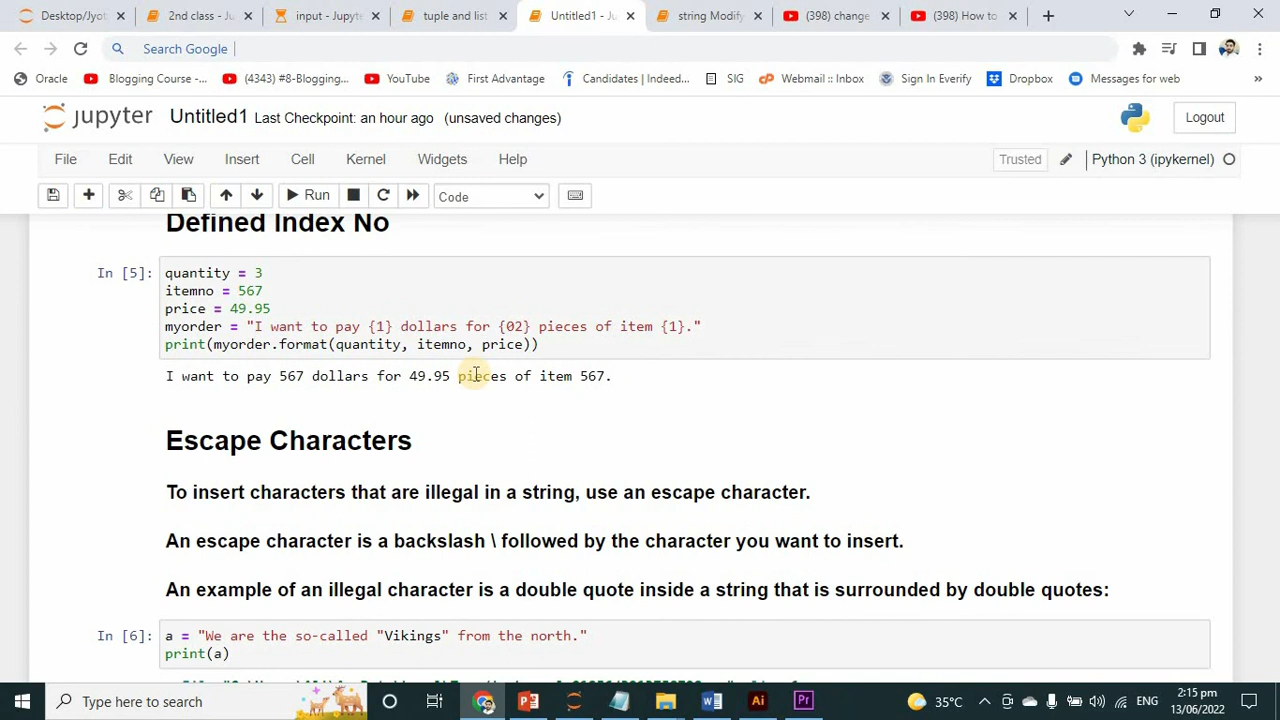 Desktop/Jyot
2nd class - Ju
input - Jupyte
tuple and list
Untitled1 - Ju
string Modify
(398) change
(398) How to
Search Google
Oracle
Blogging Course -...
(4343) #8-Blogging...
YouTube
First Advantage
Candidates | Indeed...
SIG
Webmail :: Inbox
Sign In Everify
Dropbox
Messages for web
»
jupyter Untitled1 Last Checkpoint: an hour ago (unsaved changes)
Logout
File Edit View Insert Cell Kernel Widgets Help
Trusted
Python 3 (ipykernel)
Run
Code
Defined Index No
In [5]:
quantity = 3
itemno = 567
price = 49.95
myorder = "I want to pay {1} dollars for {02} pieces of item {1}."
print(myorder.format(quantity, itemno, price))
I want to pay 567 dollars for 49.95 pieces of item 567.
Escape Characters
To insert characters that are illegal in a string, use an escape character.
An escape character is a backslash \ followed by the character you want to insert.
An example of an illegal character is a double quote inside a string that is surrounded by double quotes:
In [6]:
a = "We are the so-called "Vikings" from the north."
print(a)
Type here to search
35°C
ENG
2:15 pm
13/06/2022